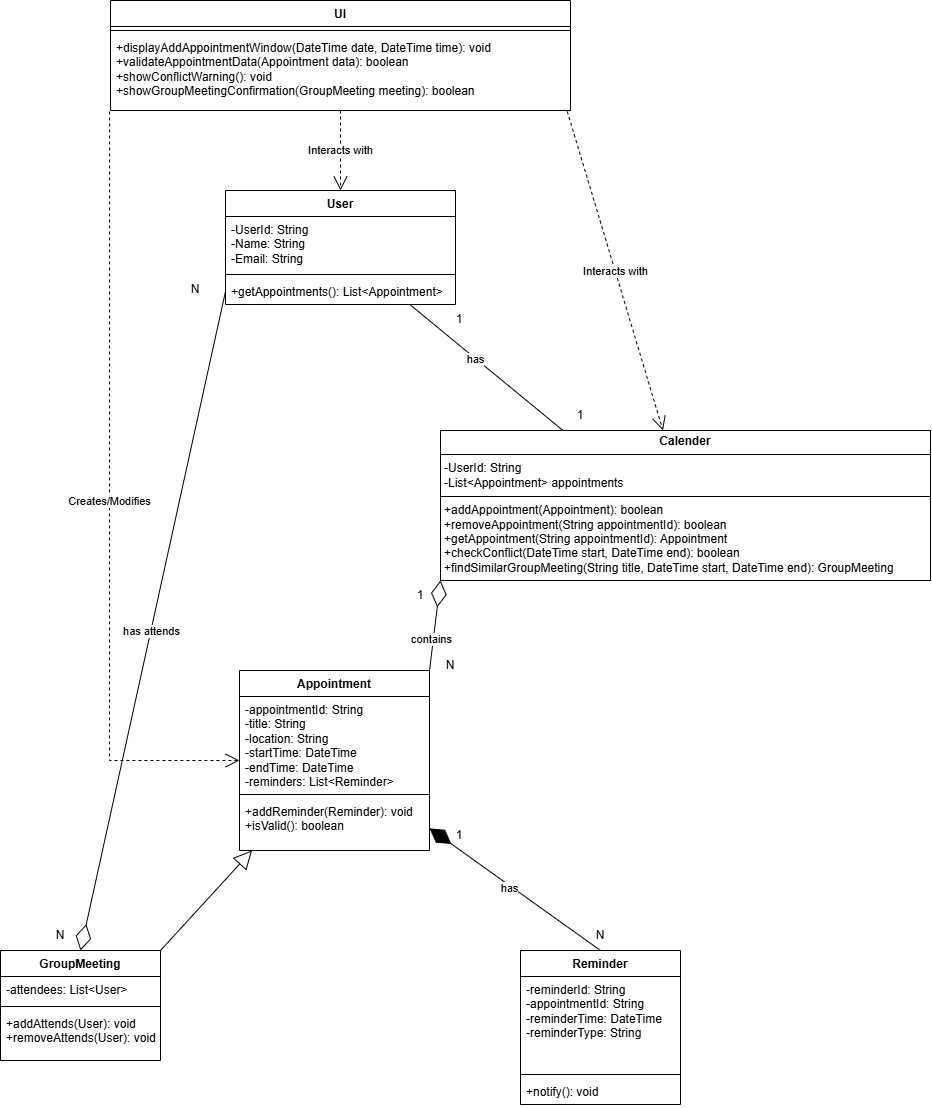 UI
+displayAddAppointmentWindow(DateTime date, DateTime time): void
+validateAppointmentData(Appointment data): boolean
+showConflictWarning(): void
+showGroupMeetingConfirmation(GroupMeeting meeting): boolean
Interacts with
User
-UserId: String
-Name: String
-Email: String
+getAppointments(): List<Appointment>
N
1
has
1
Interacts with
Calender
-UserId: String
-List<Appointment> appointments
+addAppointment(Appointment): boolean
+removeAppointment(String appointmentId): boolean
+getAppointment(String appointmentId): Appointment
+checkConflict(DateTime start, DateTime end): boolean
+findSimilarGroupMeeting(String title, DateTime start, DateTime end): GroupMeeting
Creates/Modifies
1
contains
N
has attends
Appointment
-appointmentId: String
-title: String
-location: String
-startTime: DateTime
-endTime: DateTime
-reminders: List<Reminder>
+addReminder(Reminder): void
+isValid(): boolean
1
has
N
N
GroupMeeting
-attendees: List<User>
+addAttends(User): void
+removeAttends(User): void
Reminder
-reminderId: String
-appointmentId: String
-reminderTime: DateTime
-reminderType: String
+notify(): void